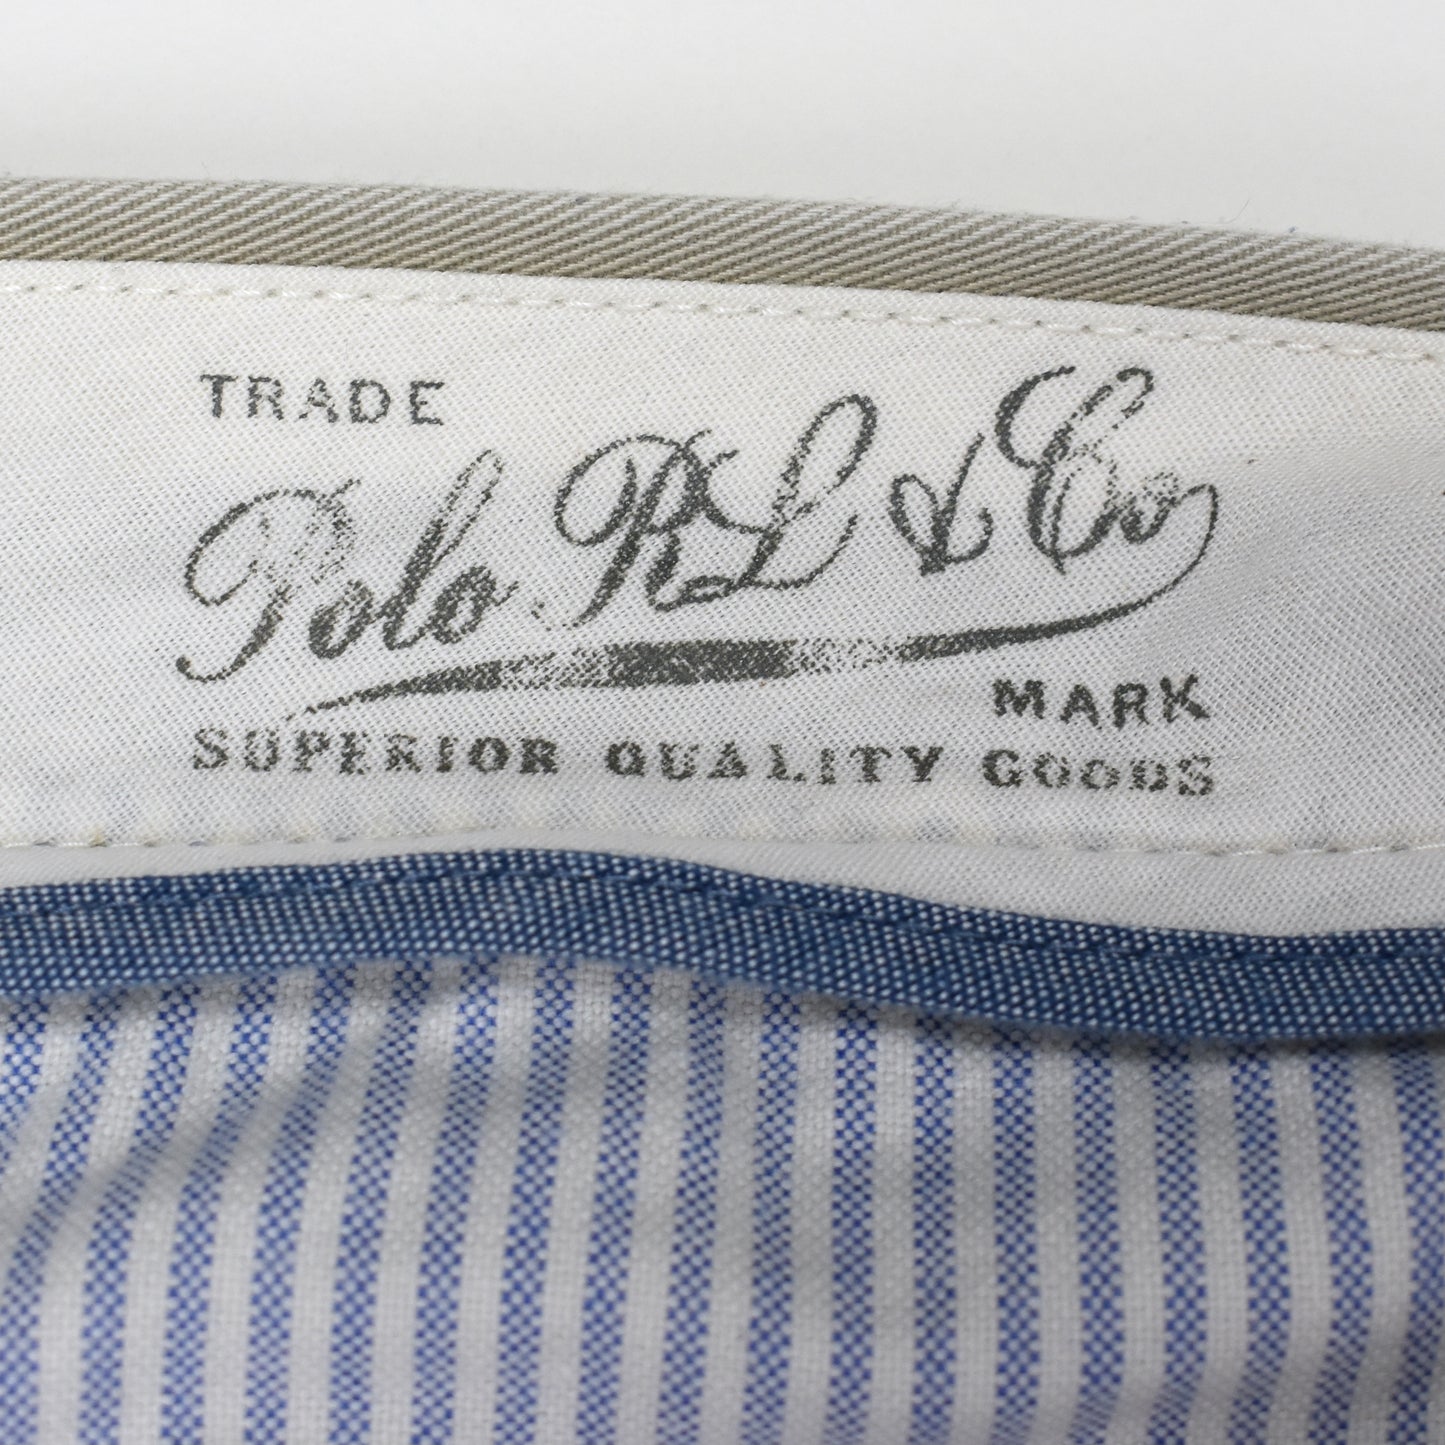 TRADE
Polo. RL & Co
MARK
SUPERIOR QUALITY GOODS